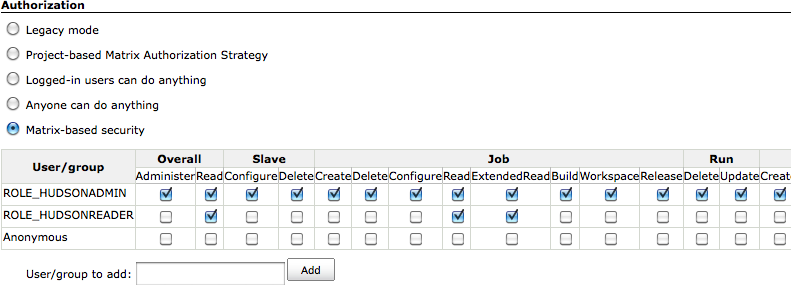 Authorization
Legacy mode
Project-based Matrix Authorization Strategy
Logged-in users can do anything
Anyone can do anything
Matrix-based security
User/group Overall Slave Job Run
Administer Read Configure Delete Create Delete Configure Read ExtendedRead Build Workspace Release Delete Update Create
ROLE_HUDSONADMIN
ROLE_HUDSONREADER
Anonymous
User/group to add: Add